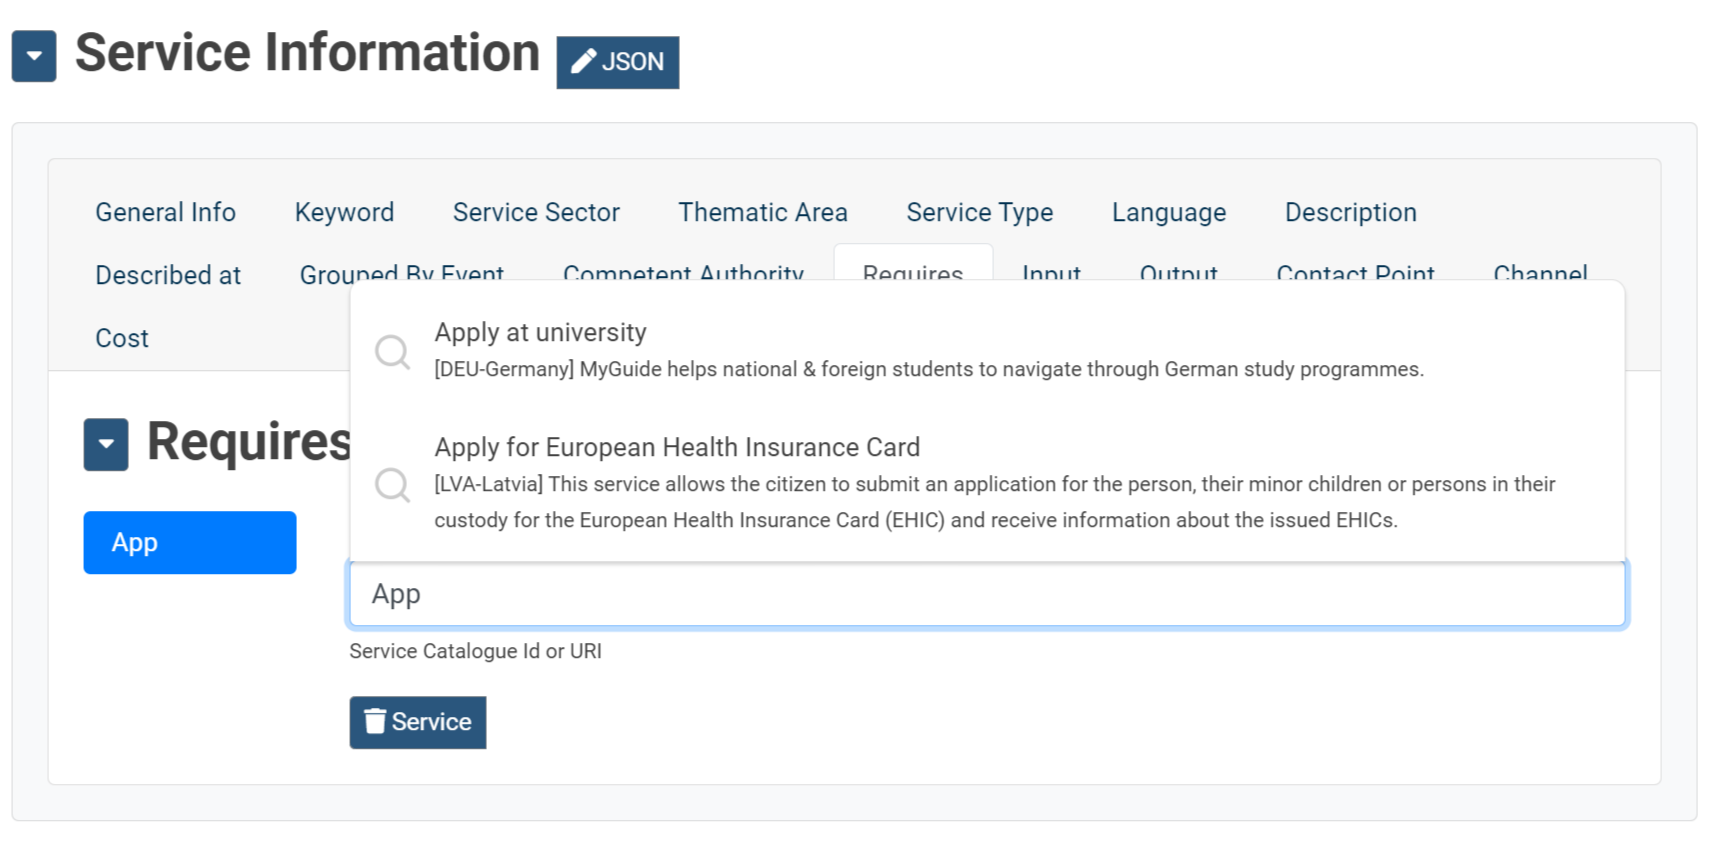 Service Information JSON
General Info Keyword Service Sector Thematic Area Service Type Language Description
Described at Grouped By Event Competent Authority Requires Input Output Contact Point Channel
Cost
Apply at university
[DEU-Germany] MyGuide helps national & foreign students to navigate through German study programmes.
Apply for European Health Insurance Card
[LVA-Latvia] This service allows the citizen to submit an application for the person, their minor children or persons in their
custody for the European Health Insurance Card (EHIC) and receive information about the issued EHICs.
Requires
App
App
Service Catalogue Id or URI
Service